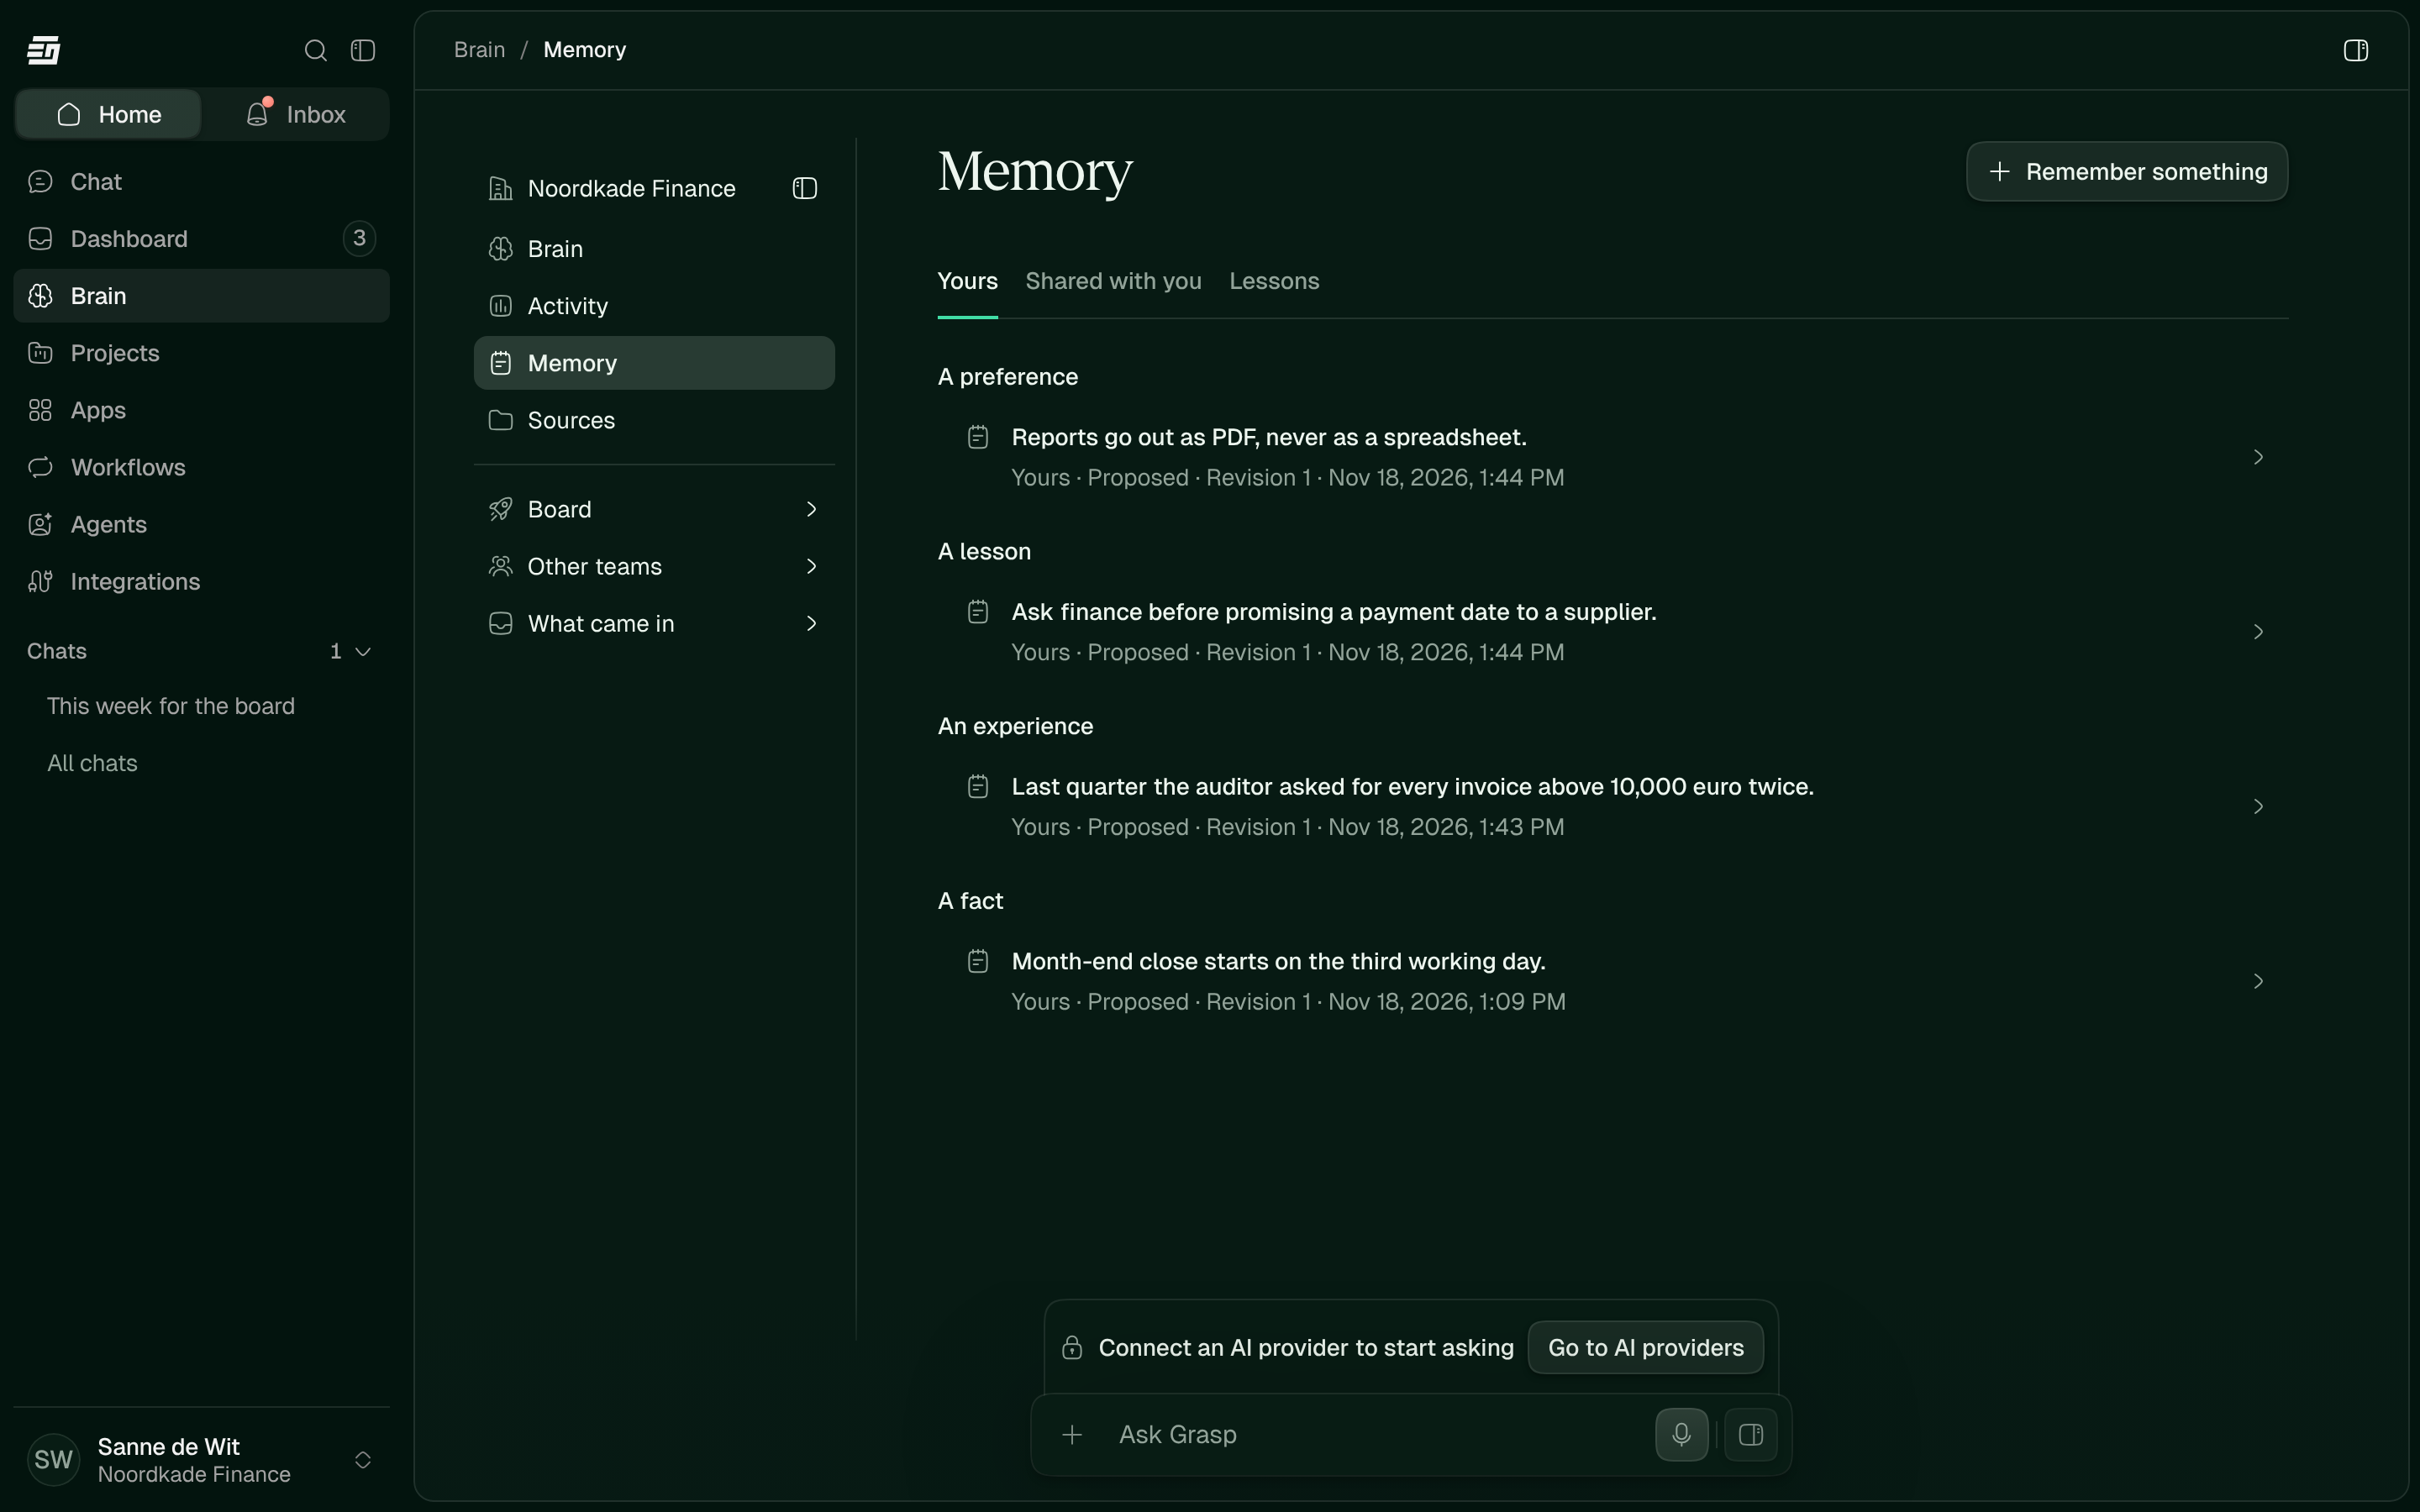 Home
Inbox
Chat
Dashboard
3
Brain
Projects
Apps
Workflows
Agents
Integrations
Chats
1
This week for the board
All chats
SW
Sanne de Wit
Noordkade Finance
Brain / Memory
Noordkade Finance
Brain
Activity
Memory
Sources
Board
Other teams
What came in
Memory
Remember something
Yours
Shared with you
Lessons
A preference
Reports go out as PDF, never as a spreadsheet.
Yours · Proposed · Revision 1 · Nov 18, 2026, 1:44 PM
A lesson
Ask finance before promising a payment date to a supplier.
Yours · Proposed · Revision 1 · Nov 18, 2026, 1:44 PM
An experience
Last quarter the auditor asked for every invoice above 10,000 euro twice.
Yours · Proposed · Revision 1 · Nov 18, 2026, 1:43 PM
A fact
Month-end close starts on the third working day.
Yours · Proposed · Revision 1 · Nov 18, 2026, 1:09 PM
Connect an AI provider to start asking
Go to AI providers
Ask Grasp